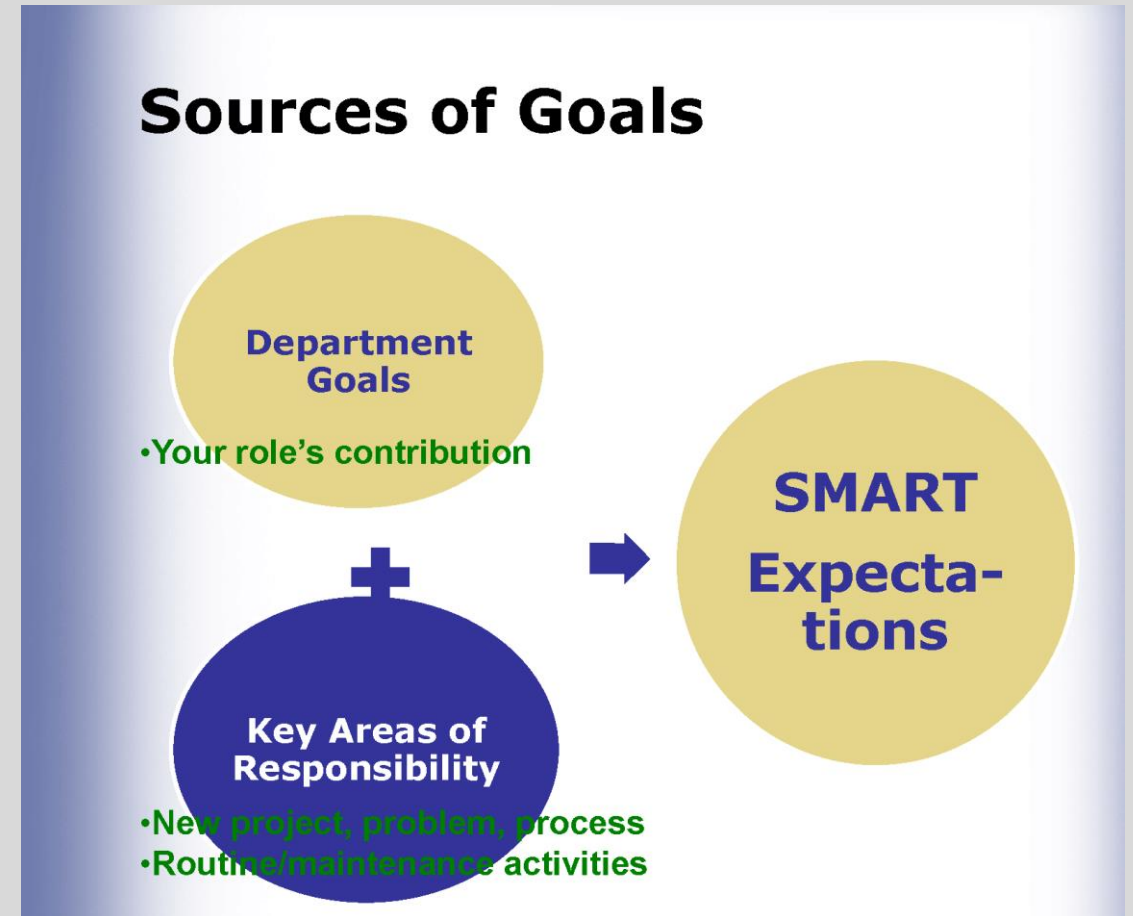 Sources of Goals
Department
Goals
•Your role’s contribution
SMART
Expecta-
tions
Key Areas of
Responsibility
•New project, problem, process
•Routine/maintenance activities